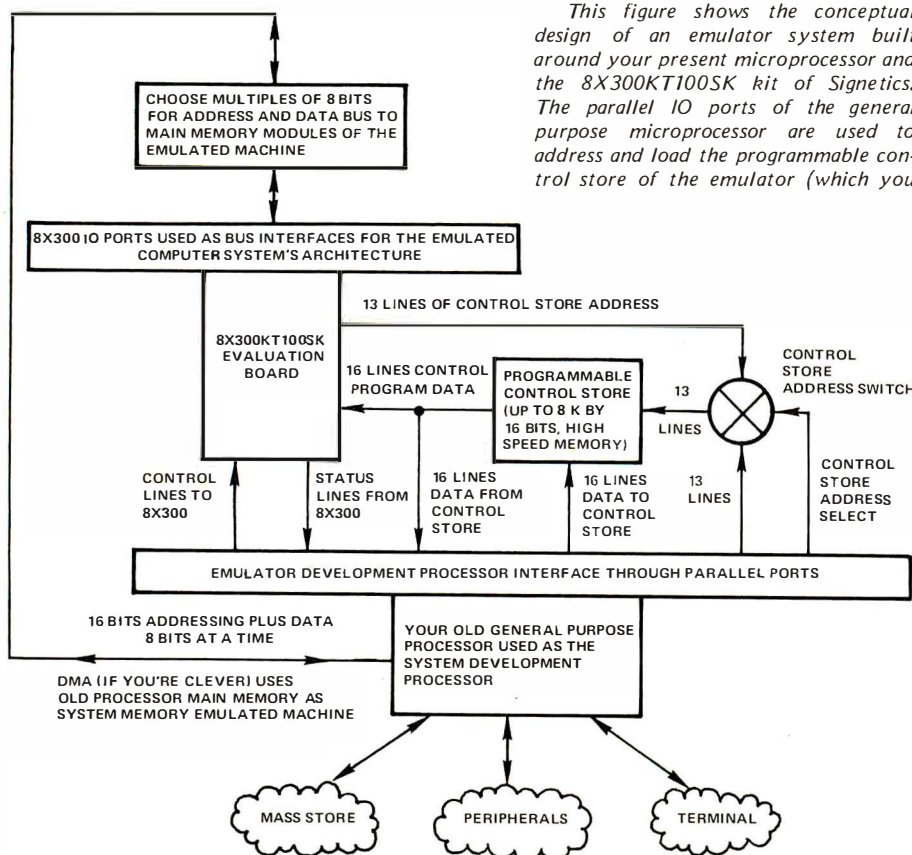 This figure shows the conceptual
design of an emulator system built
around your present microprocessor and
the 8X300KT100SK kit of Signetics.
The parallel IO ports of the general
purpose microprocessor are used to
address and load the programmable con-
trol store of the emulator (which you
CHOOSE MULTIPLES OF 8 BITS
FOR ADDRESS AND DATA BUS TO
MAIN MEMORY MODULES OF THE
EMULATED MACHINE
8X300 IO PORTS USED AS BUS INTERFACES FOR THE EMULATED
COMPUTER SYSTEM'S ARCHITECTURE
13 LINES OF CONTROL STORE ADDRESS
8X300KT100SK
EVALUATION
BOARD
16 LINES CONTROL
PROGRAM DATA
PROGRAMMABLE
CONTROL STORE
(UP TO 8 K BY
16 BITS, HIGH
SPEED MEMORY)
13
LINES
CONTROL
STORE
ADDRESS SWITCH
CONTROL
LINES TO
8X300
STATUS
LINES FROM
8X300
16 LINES
DATA FROM
CONTROL
STORE
16 LINES
DATA TO
CONTROL
STORE
13
LINES
CONTROL
STORE
ADDRESS
SELECT
EMULATOR DEVELOPMENT PROCESSOR INTERFACE THROUGH PARALLEL PORTS
16 BITS ADDRESSING PLUS DATA
8 BITS AT A TIME
DMA (IF YOU'RE CLEVER) USES
OLD PROCESSOR MAIN MEMORY AS
SYSTEM MEMORY EMULATED MACHINE
YOUR OLD GENERAL PURPOSE
PROCESSOR USED AS THE
SYSTEM DEVELOPMENT
PROCESSOR
MASS STORE
PERIPHERALS
TERMINAL